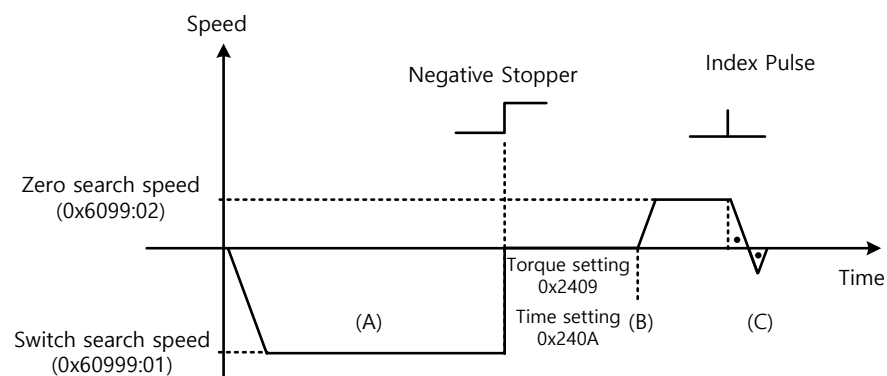 Speed
Negative Stopper
Index Pulse
Zero search speed
(0x6099:02)
Torque setting
0x2409
Time
(A)
Time setting
0x240A
(B)
(C)
Switch search speed
(0x60999:01)